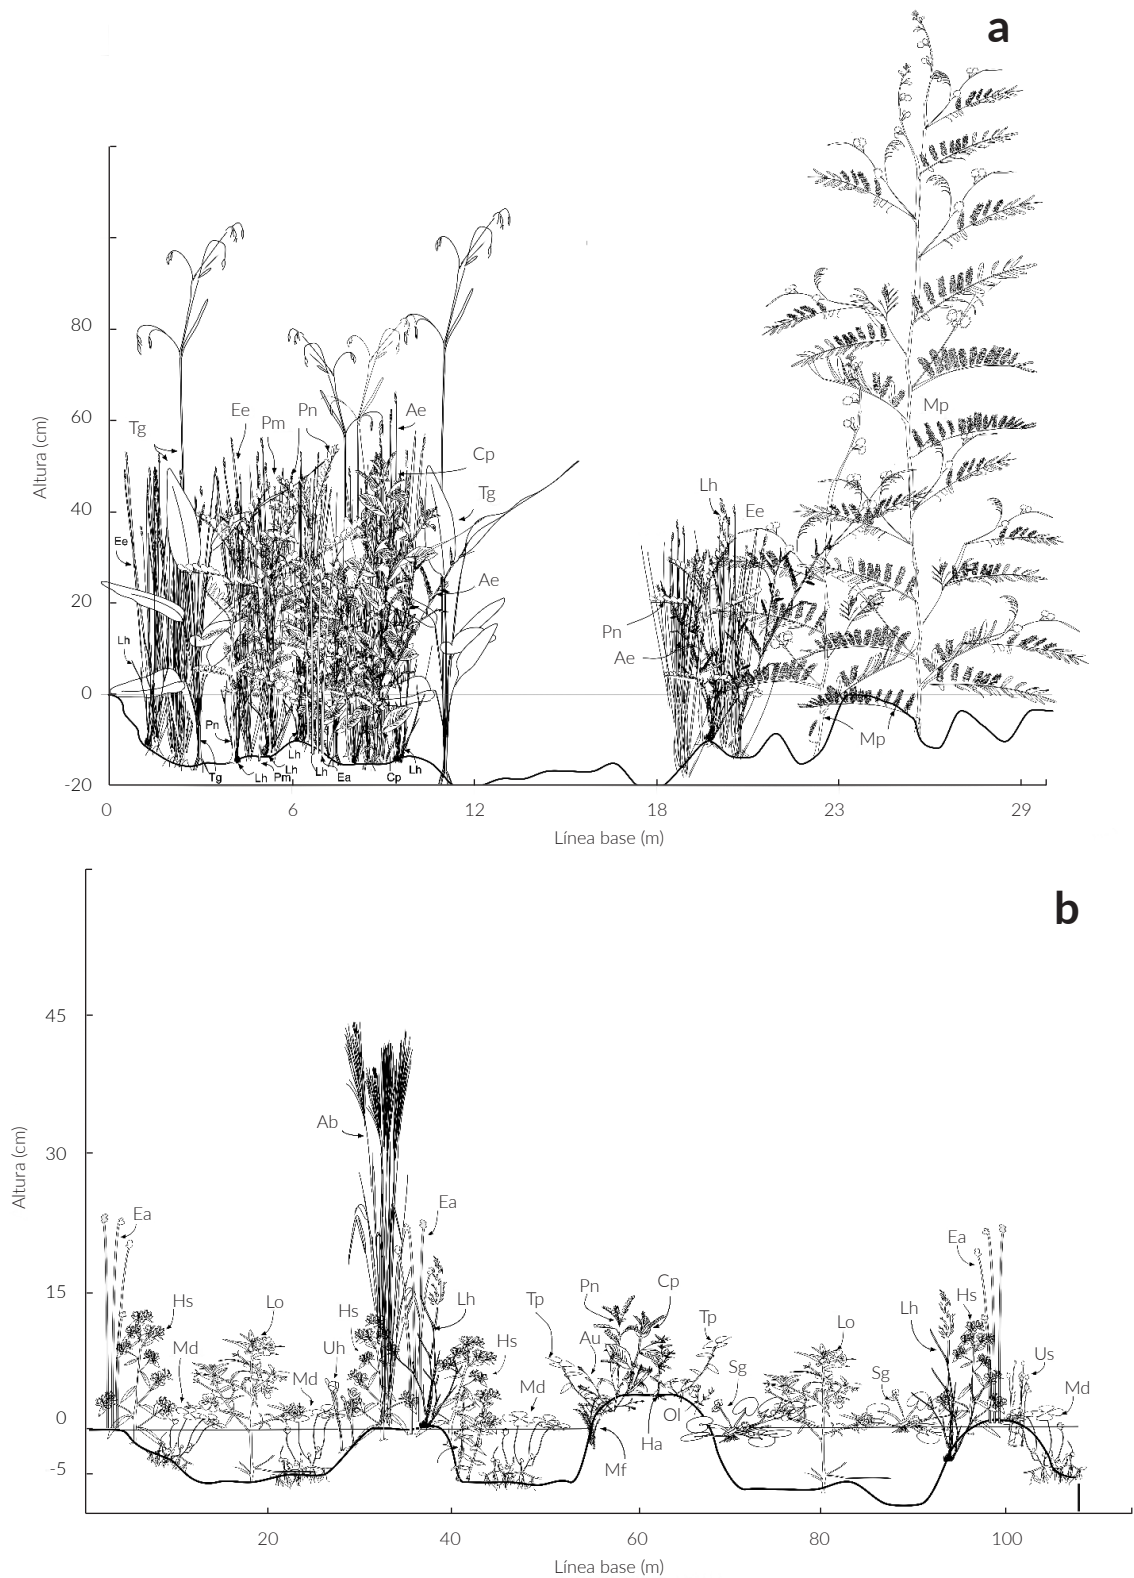 a
80
60
40
20
0
-20
Altura (cm)
Tg
Ee
Pm
Pn
Ae
Cp
Tg
Ee
Ae
Lh
Pn
Tg
Lh
Pm
Lh
Lh
Lh
Ea
Cp
Lh
Lh
Ee
Pn
Ae
Mp
Mp
0 6 12 18 23 29
Línea base (m)
b
45
30
15
0
-5
Altura (cm)
Ea
Hs
Md
Lo
Ab
Hs
Uh
Md
Ea
Lh
Hs
Md
Tp
Pn
Au
Cp
Tp
Ol
Ha
Mf
Sg
Lo
Sg
Ea
Lh
Hs
Us
Md
20 40 60 80 100
Línea base (m)